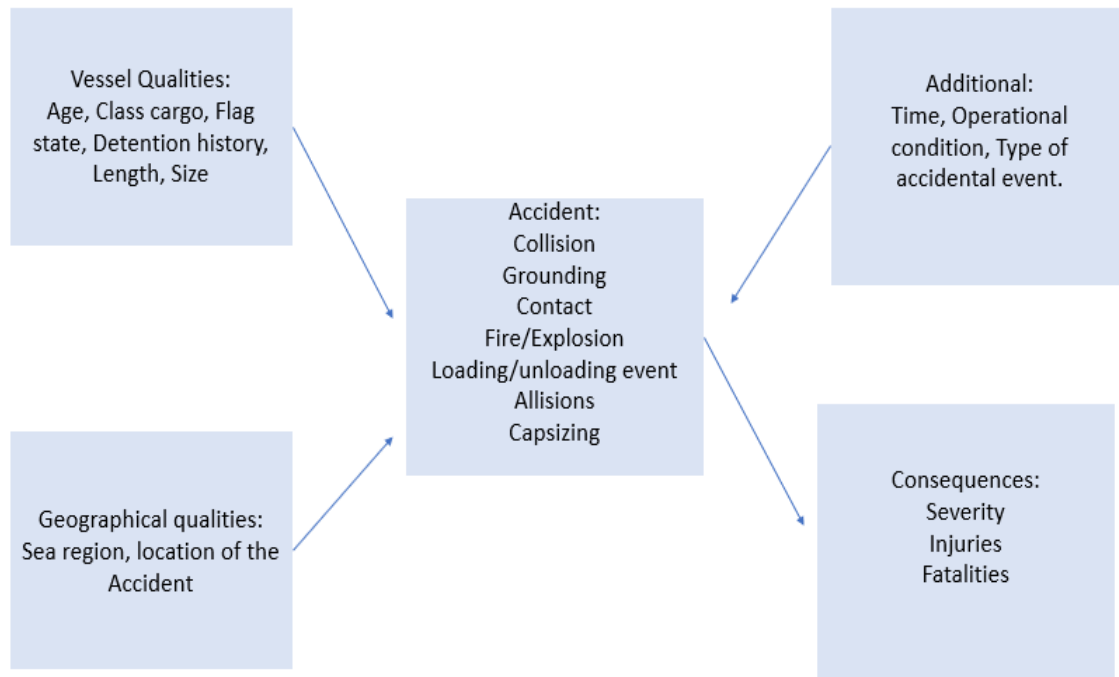 Vessel Qualities:
Age, Class cargo, Flag
state, Detention history,
Length, Size
Additional:
Time, Operational
condition, Type of
accidental event.
Accident:
Collision
Grounding
Contact
Fire/Explosion
Loading/unloading event
Allisions
Capsizing
Geographical qualities:
Sea region, location of the
Accident
Consequences:
Severity
Injuries
Fatalities